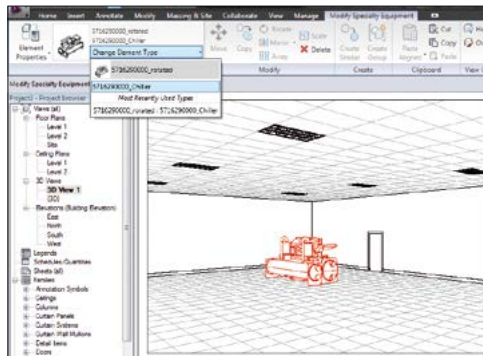 Home Insert Annotate Modify Massing & Site Collaborate View Manage Modify Specialty Equipment
Element Properties
5716290000_rotated
5716290000_Chiller
Change Element Type
5716290000_rotated
5716290000_Chiller
Most Recently Used Types
5716290000_rotated : 5716290000_Chiller
Move Copy
Rotate
Mirror
Array
Scale
Delete
Modify
Create Similar
Create Group
Create
Paste Aligned
Cut
Copy
Paste
Clipboard
View
Modify Specialty Equipment
Project1 - Project browser
Views (all)
Floor Plans
Level 1
Level 2
Site
Ceiling Plans
Level 1
Level 2
3D Views
3D View 1
{3D}
Elevations (Building Elevation)
East
North
South
West
Legends
Schedules/Quantities
Sheets (all)
Families
Annotation Symbols
Ceilings
Columns
Curtain Panels
Curtain Systems
Curtain Wall Mullions
Detail Items
Doors